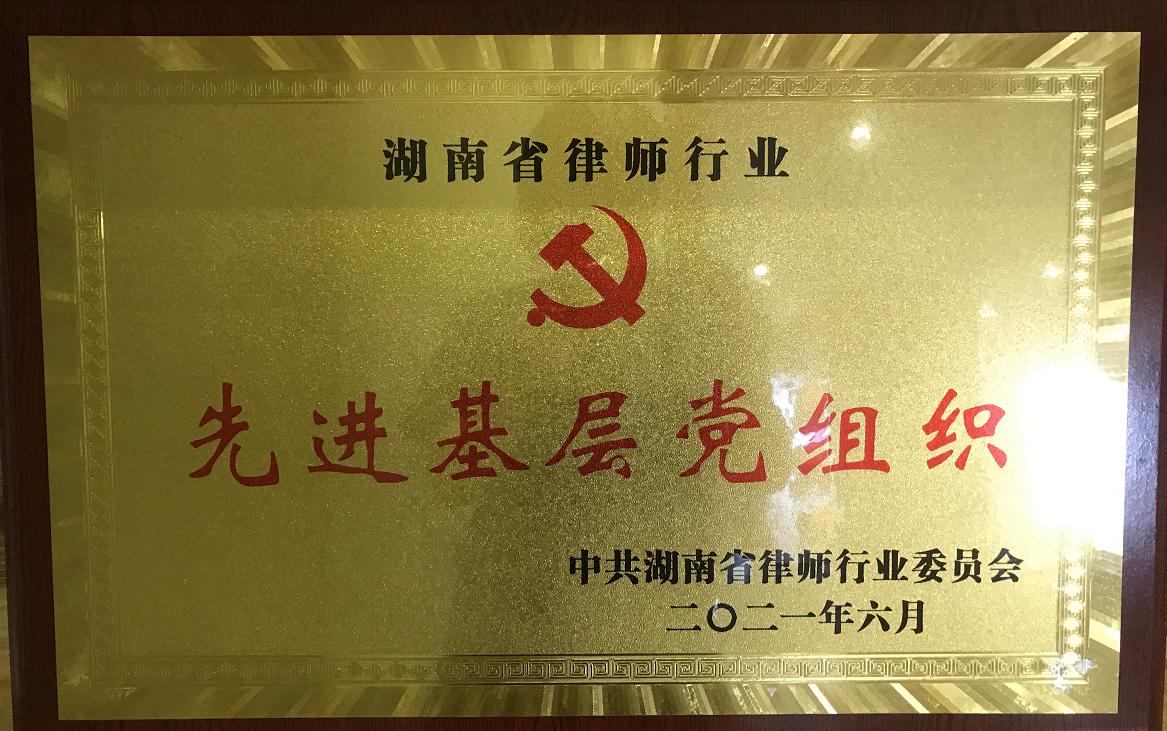 湖南省律师行业
先进基层党组织
中共湖南省律师行业委员会
二〇二一年六月